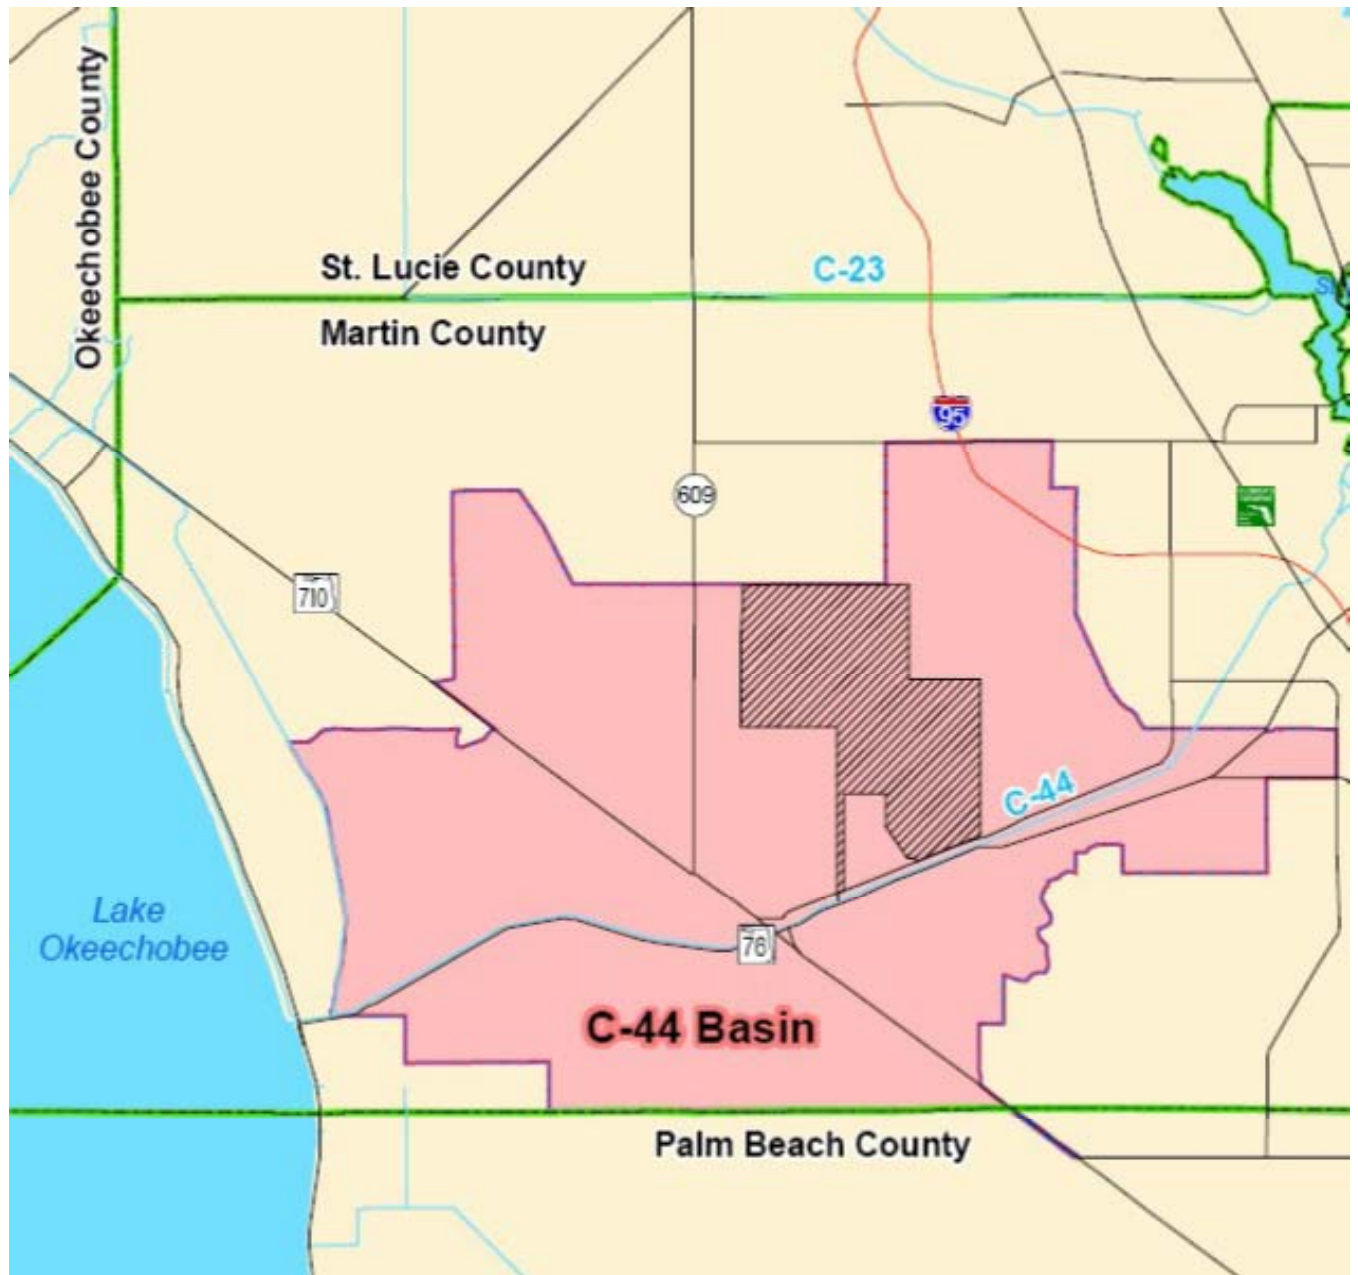 Okeechobee County
St. Lucie County
C-23
Martin County
95
609
710
C-44
Lake
Okeechobee
76
C-44 Basin
Palm Beach County